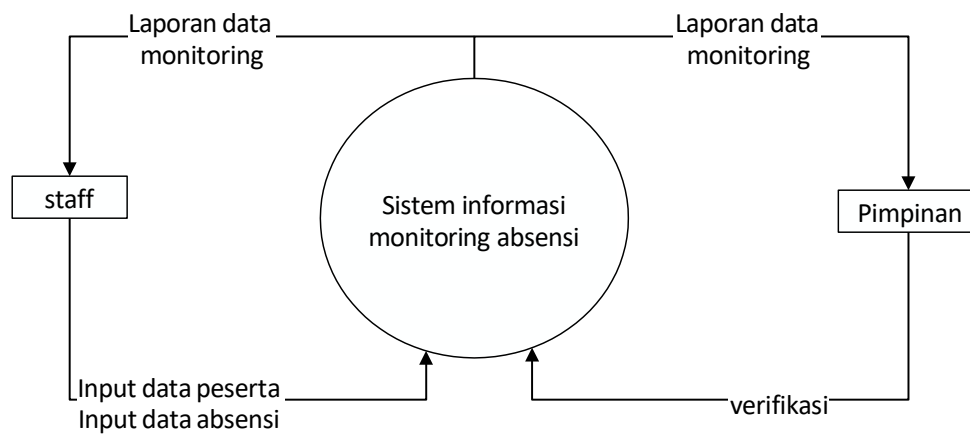 Laporan data
monitoring
Laporan data
monitoring
staff
Sistem informasi
monitoring absensi
Pimpinan
Input data peserta
Input data absensi
verifikasi